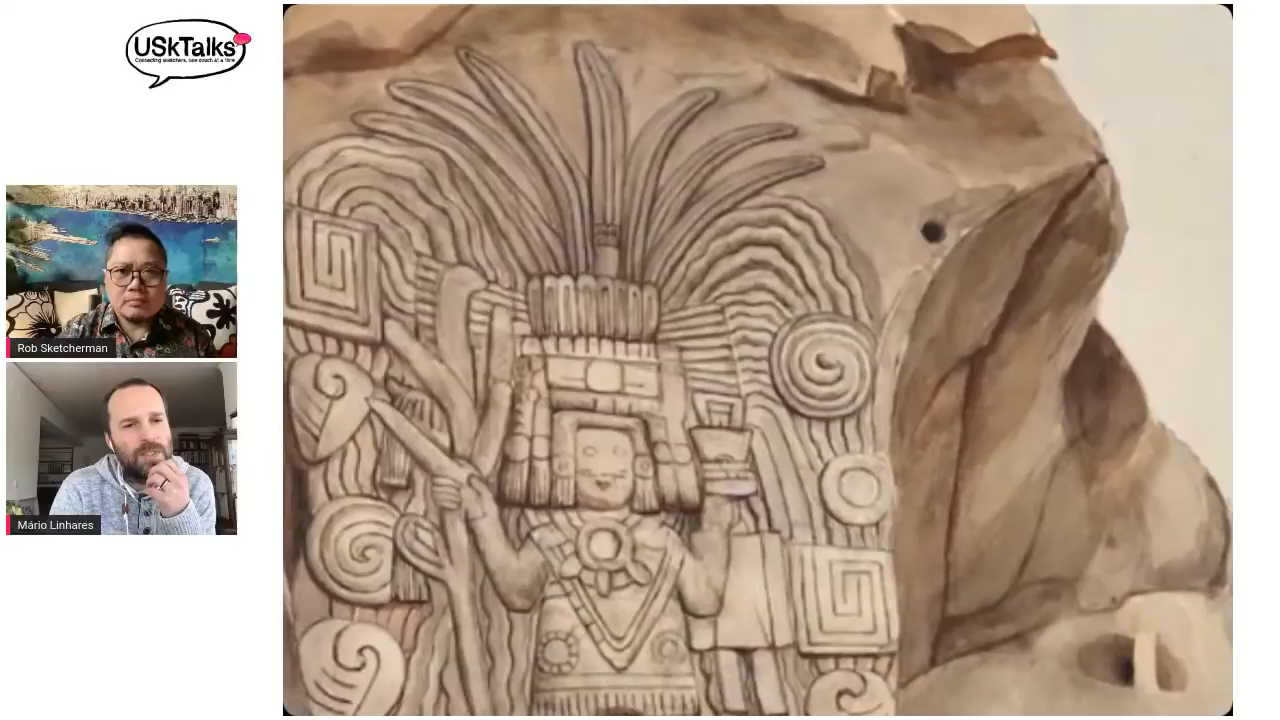 USkTalks
Connecting sketchers, one couch at a time
Rob Sketcherman
Mário Linhares